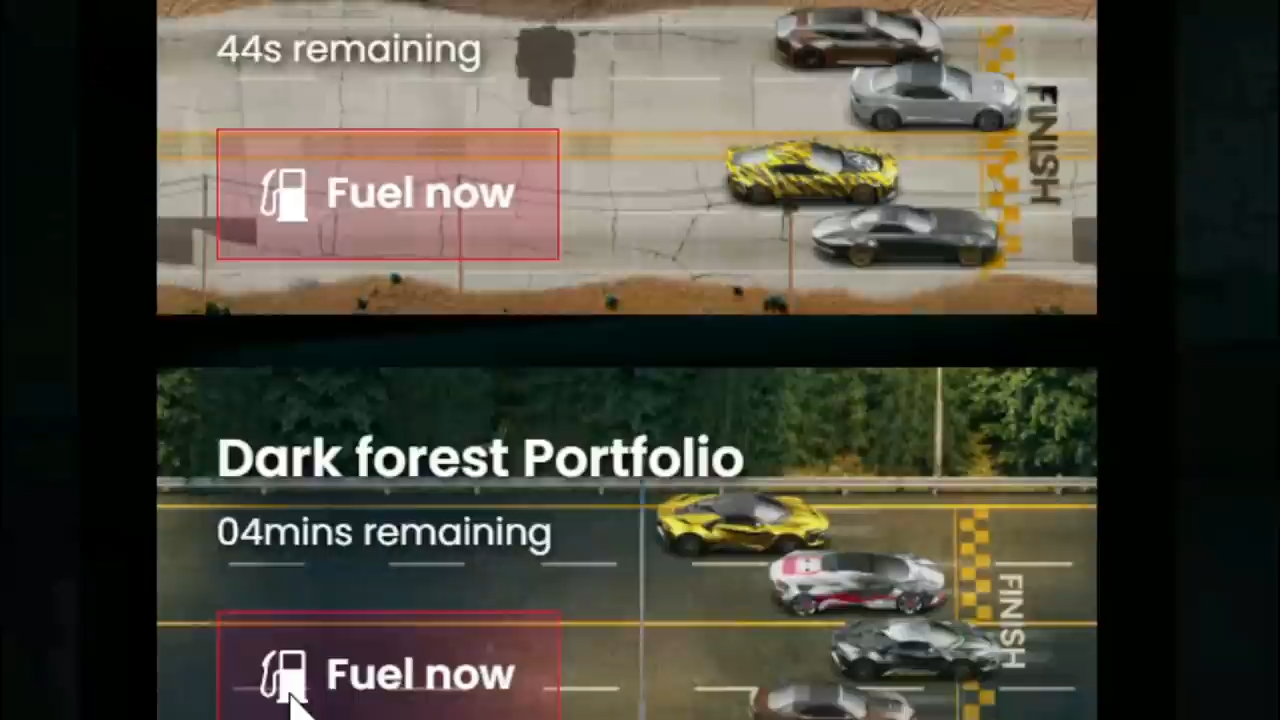 44s remaining
FINISH
Fuel now
Dark forest Portfolio
04mins remaining
FINISH
Fuel now